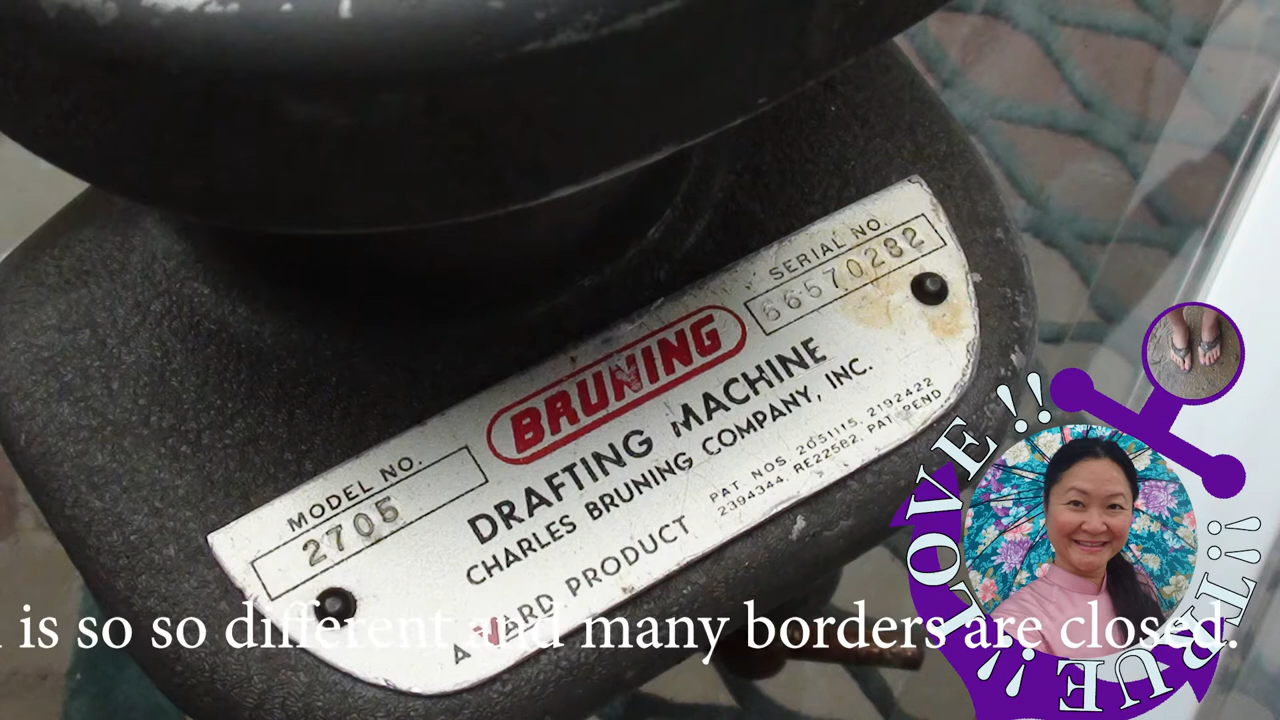 SERIAL NO.
66570282
BRUNING
DRAFTING MACHINE
CHARLES BRUNING COMPANY, INC.
MODEL NO.
2705
PAT. NOS. 2051115, 2192422
2394344, RE22582, PAT. PEND
A WARD PRODUCT
is so so different and many borders are closed.
LOVE !!
!!